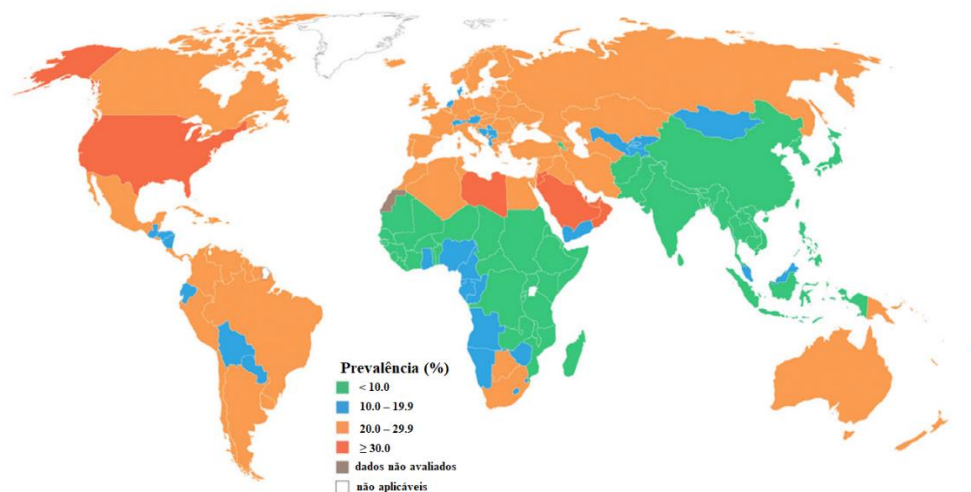 Prevalência (%)
< 10.0
10.0 – 19.9
20.0 – 29.9
≥ 30.0
dados não avaliados
não aplicáveis